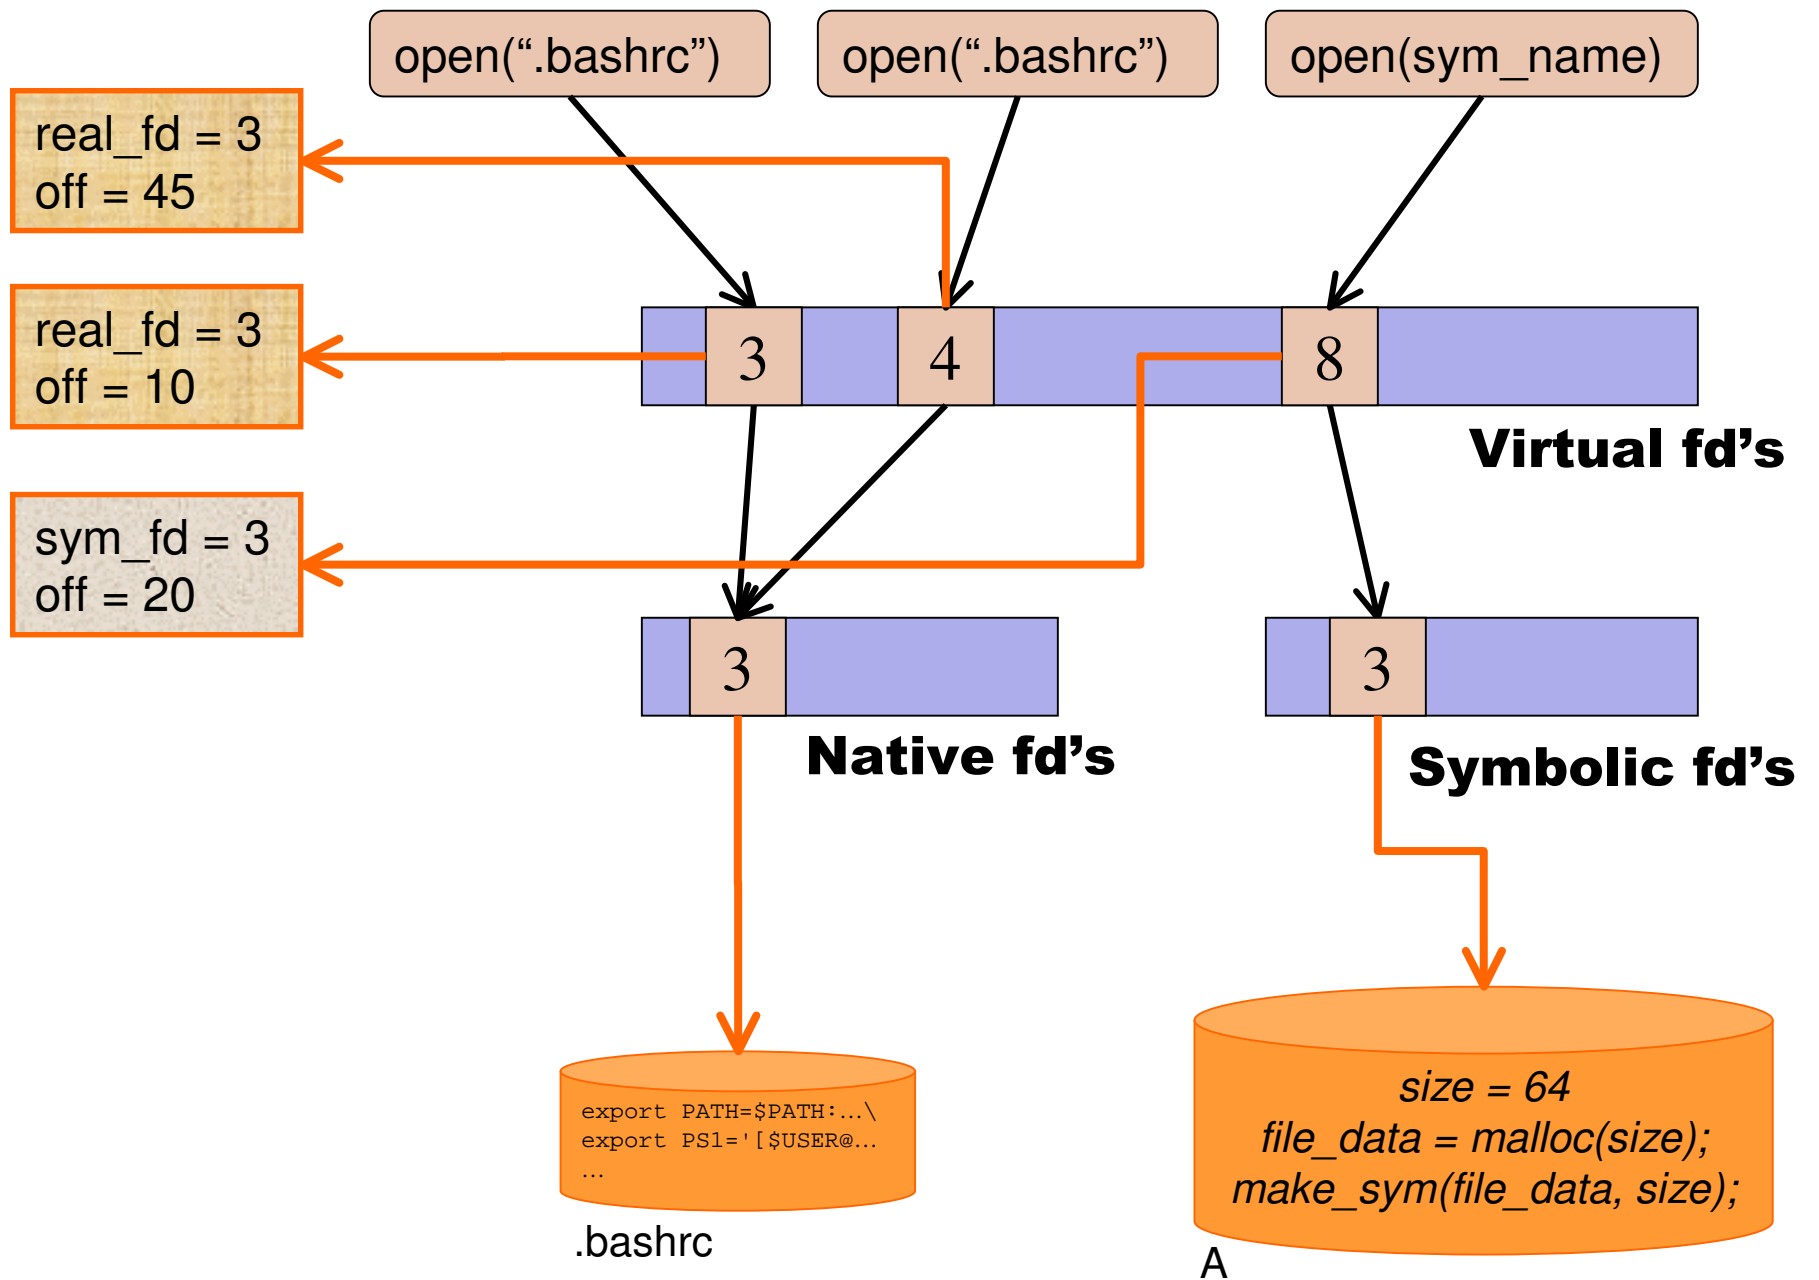 open(“.bashrc”)
open(“.bashrc”)
open(sym_name)
real_fd = 3
off = 45
real_fd = 3
off = 10
3
4
8
Virtual fd’s
sym_fd = 3
off = 20
3
3
Native fd’s
Symbolic fd’s
export PATH=$PATH:…\
export PS1='[$USER@…
…
.bashrc
size = 64
file_data = malloc(size);
make_sym(file_data, size);
A